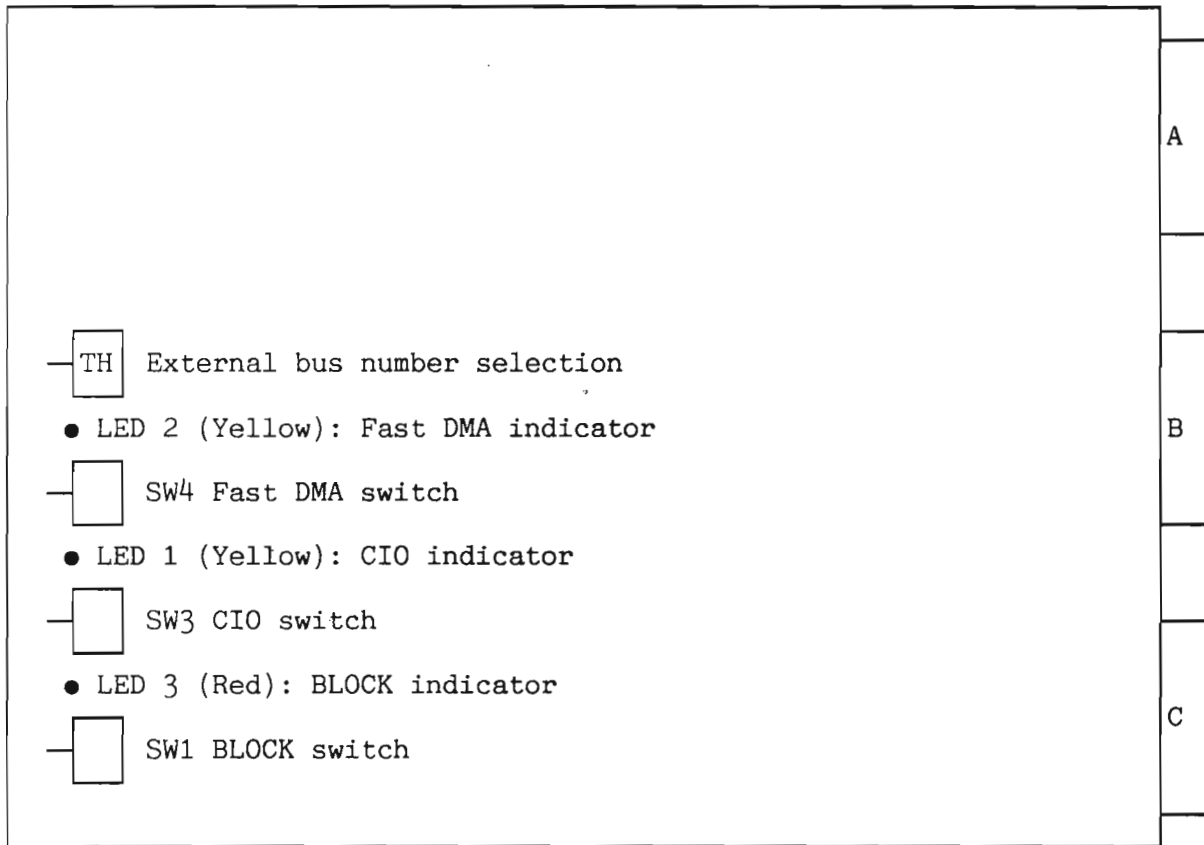 A
TH External bus number selection
● LED 2 (Yellow): Fast DMA indicator
B
SW4 Fast DMA switch
● LED 1 (Yellow): CIO indicator
SW3 CIO switch
● LED 3 (Red): BLOCK indicator
C
SW1 BLOCK switch